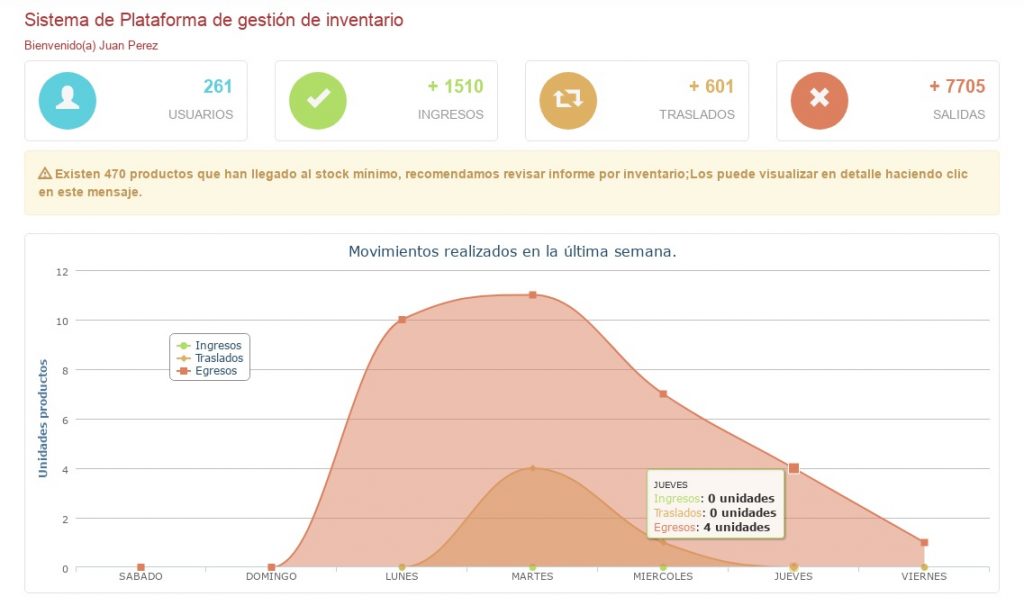 Sistema de Plataforma de gestión de inventario
Bienvenido(a) Juan Perez
261
USUARIOS
+ 1510
INGRESOS
+ 601
TRASLADOS
+ 7705
SALIDAS
Existen 470 productos que han llegado al stock mínimo, recomendamos revisar informe por inventario;Los puede visualizar en detalle haciendo clic
en este mensaje.
Movimientos realizados en la última semana.
Unidades productos
12
10
8
6
4
2
0
Ingresos
Traslados
Egresos
JUEVES
Ingresos: 0 unidades
Traslados: 0 unidades
Egresos: 4 unidades
SABADO DOMINGO LUNES MARTES MIERCOLES JUEVES VIERNES